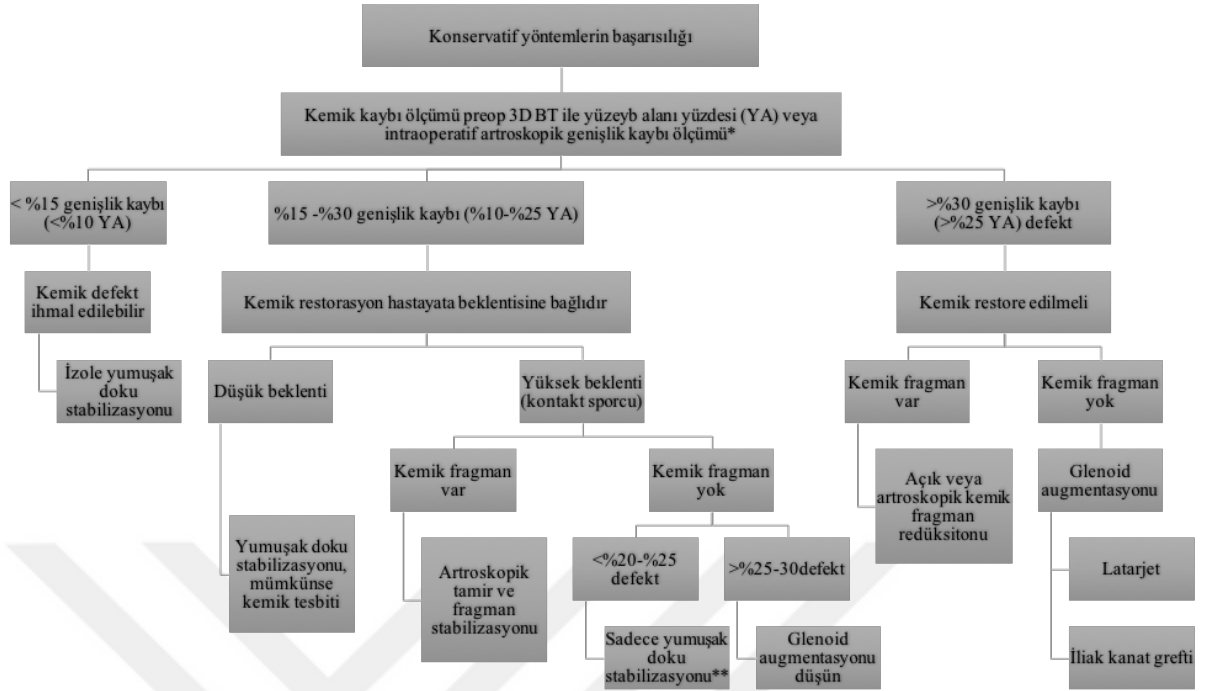 Konservatif yöntemlerin başarısılığı
Kemik kaybı ölçümü preop 3D BT ile yüzeyb alanı yüzdesi (YA) veya
intraoperatif artroskopik genişlik kaybı ölçümü*
< %15 genişlik kaybı
(<%10 YA)
%15 -%30 genişlik kaybı (%10-%25 YA)
>%30 genişlik kaybı
(>%25 YA) defekt
Kemik defekt
ihmal edilebilir
Kemik restorasyon hastayata beklentisine bağlıdır
Kemik restore edilmeli
İzole yumuşak
doku
stabilizasyonu
Düşük beklenti
Yüksek beklenti
(kontakt sporcu)
Kemik fragman
var
Kemik fragman
yok
Kemik fragman
var
Kemik fragman
yok
Açık veya
artroskopik kemik
fragman
redüksitonu
Glenoid
augmentasyonu
Yumuşak doku
stabilizasyonu,
mümkünse
kemik tesbiti
Artroskopik
tamir ve
fragman
stabilizasyonu
<%20-%25
defekt
>%25-30defekt
Latarjet
Sadece yumuşak
doku
stabilizasyonu**
Glenoid
augmentasyonu
düşün
İliak kanat grefti